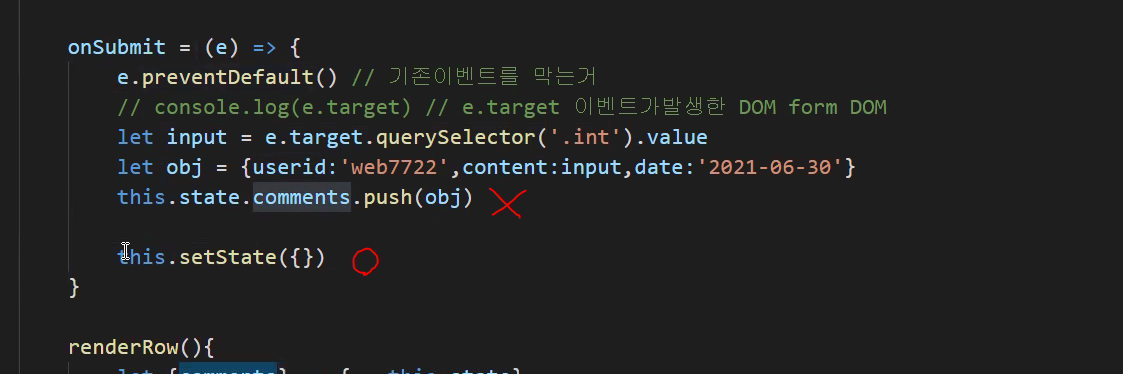 onSubmit = (e) => {
e.preventDefault() // 기존이벤트를 막는거
// console.log(e.target) // e.target 이벤트가발생한 DOM form DOM
let input = e.target.querySelector('.int').value
let obj = {userid:'web7722',content:input,date:'2021-06-30'}
this.state.comments.push(obj)
this.setState({})
}
renderRow(){